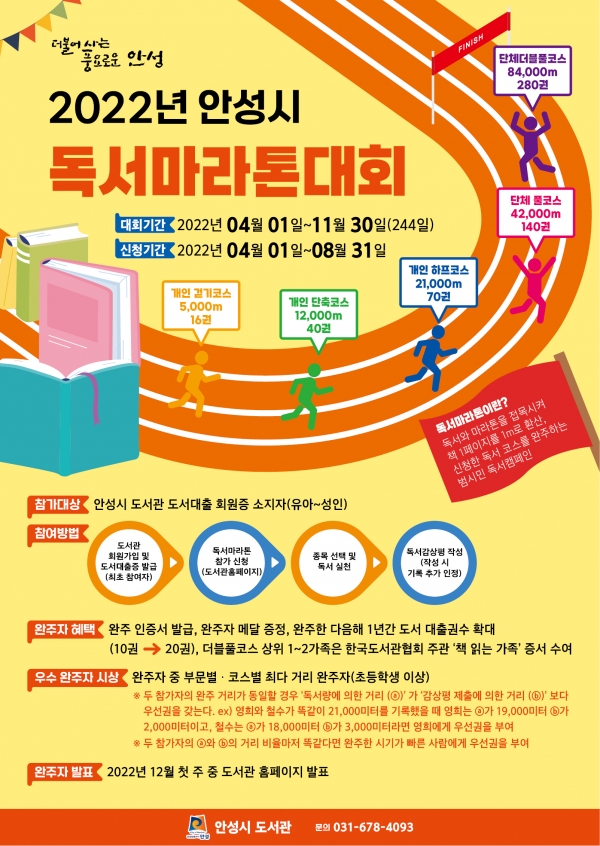 더불어 사는
풍요로운 안성
FINISH
2022년 안성시
독서마라톤대회
대회기간 2022년 04월 01일~11월 30일(244일)
신청기간 2022년 04월 01일~08월 31일
단체더블풀코스
84,000m
280권
단체 풀코스
42,000m
140권
개인 하프코스
21,000m
70권
개인 단축코스
12,000m
40권
개인 걷기코스
5,000m
16권
독서마라톤이란?
독서와 마라톤을 접목시켜
책 1페이지를 1m로 환산,
신청한 독서 코스를 완주하는
범시민 독서캠페인
참가대상 안성시 도서관 도서대출 회원증 소지자(유아~성인)
참여방법
도서관
회원가입 및
도서대출증 발급
(최초 참여자)
독서마라톤
참가 신청
(도서관홈페이지)
종목 선택 및
독서 실천
독서감상평 작성
(작성 시
기록 추가 인정)
완주자 혜택 완주 인증서 발급, 완주자 메달 증정, 완주한 다음해 1년간 도서 대출권수 확대
(10권 → 20권), 더블풀코스 상위 1~2가족은 한국도서관협회 주관 '책 읽는 가족' 증서 수여
우수 완주자 시상 완주자 중 부문별 · 코스별 최다 거리 완주자(초등학생 이상)
※ 두 참가자의 완주 거리가 동일할 경우 '독서량에 의한 거리 (ⓐ)' 가 '감상평 제출에 의한 거리 (ⓑ)' 보다
우선권을 갖는다. ex) 영희와 철수가 똑같이 21,000미터를 기록했을 때 영희는 ⓐ가 19,000미터 ⓑ가
2,000미터이고, 철수는 ⓐ가 18,000미터 ⓑ가 3,000미터라면 영희에게 우선권을 부여
※ 두 참가자의 ⓐ와 ⓑ의 거리 비율마저 똑같다면 완주한 시기가 빠른 사람에게 우선권을 부여
완주자 발표 2022년 12월 첫 주 중 도서관 홈페이지 발표
안성시 도서관 문의 031-678-4093